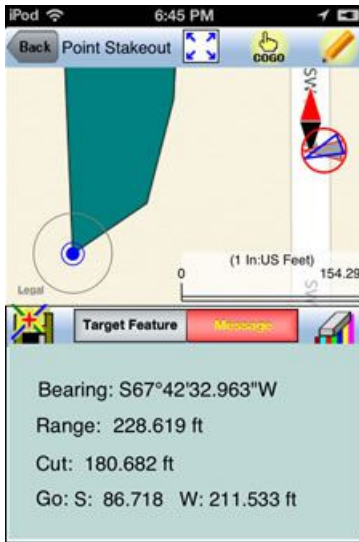 iPod 6:45 PM
Back Point Stakeout COGO
SW
(1 In:US Feet)
0 154.29
Legal
SW
Target Feature Message
Bearing: S67°42'32.963"W
Range: 228.619 ft
Cut: 180.682 ft
Go: S: 86.718 W: 211.533 ft